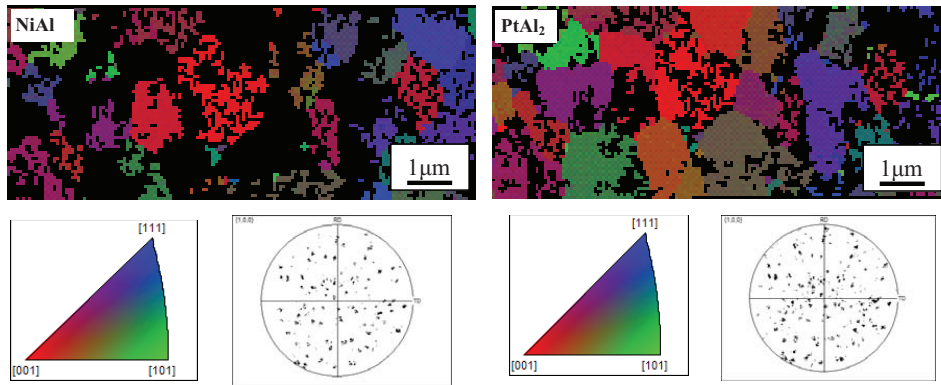 NiAl
1μm
PtAl₂
1μm
[111]
[001]
[101]
(1,0,0)
RD
TD
[111]
[001]
[101]
(1,0,0)
RD
TD